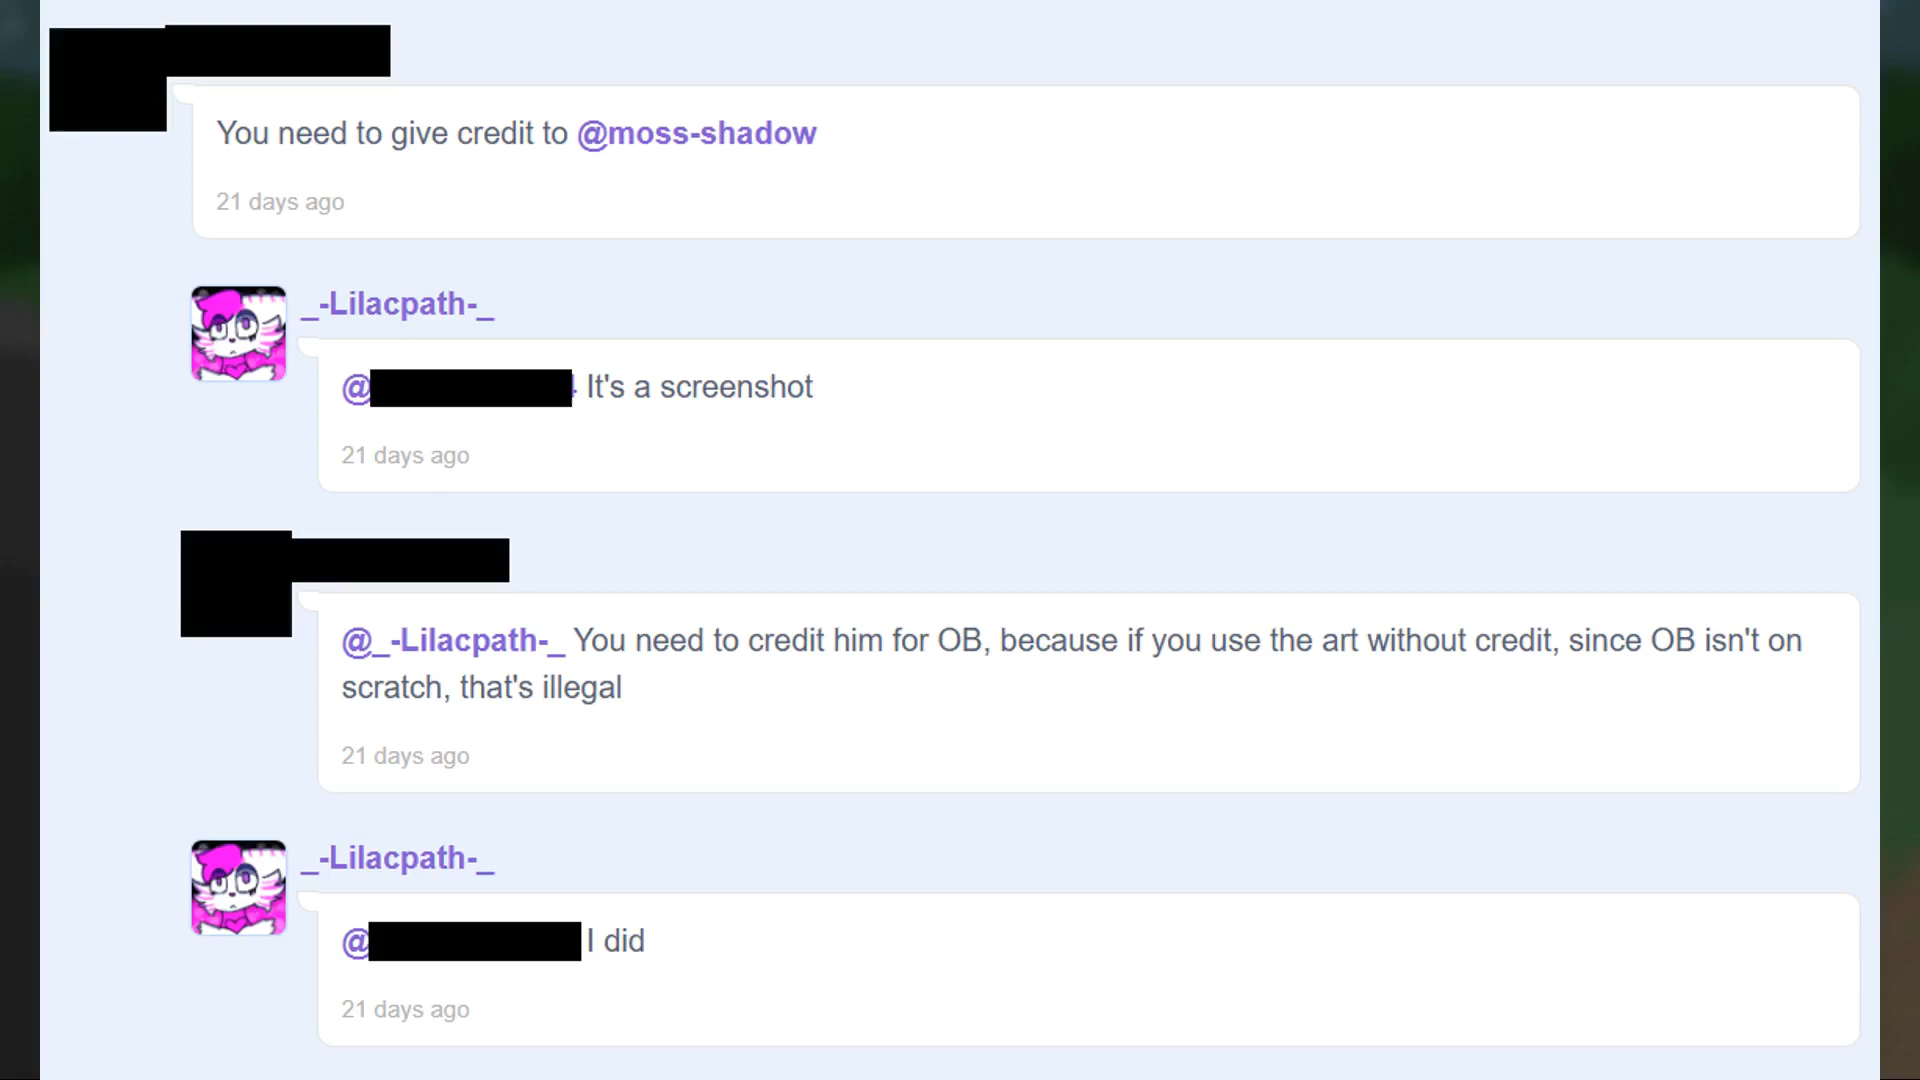 You need to give credit to @moss-shadow
21 days ago
_-Lilacpath-_
@ It's a screenshot
21 days ago
@_-Lilacpath-_ You need to credit him for OB, because if you use the art without credit, since OB isn't on
scratch, that's illegal
21 days ago
_-Lilacpath-_
@ I did
21 days ago